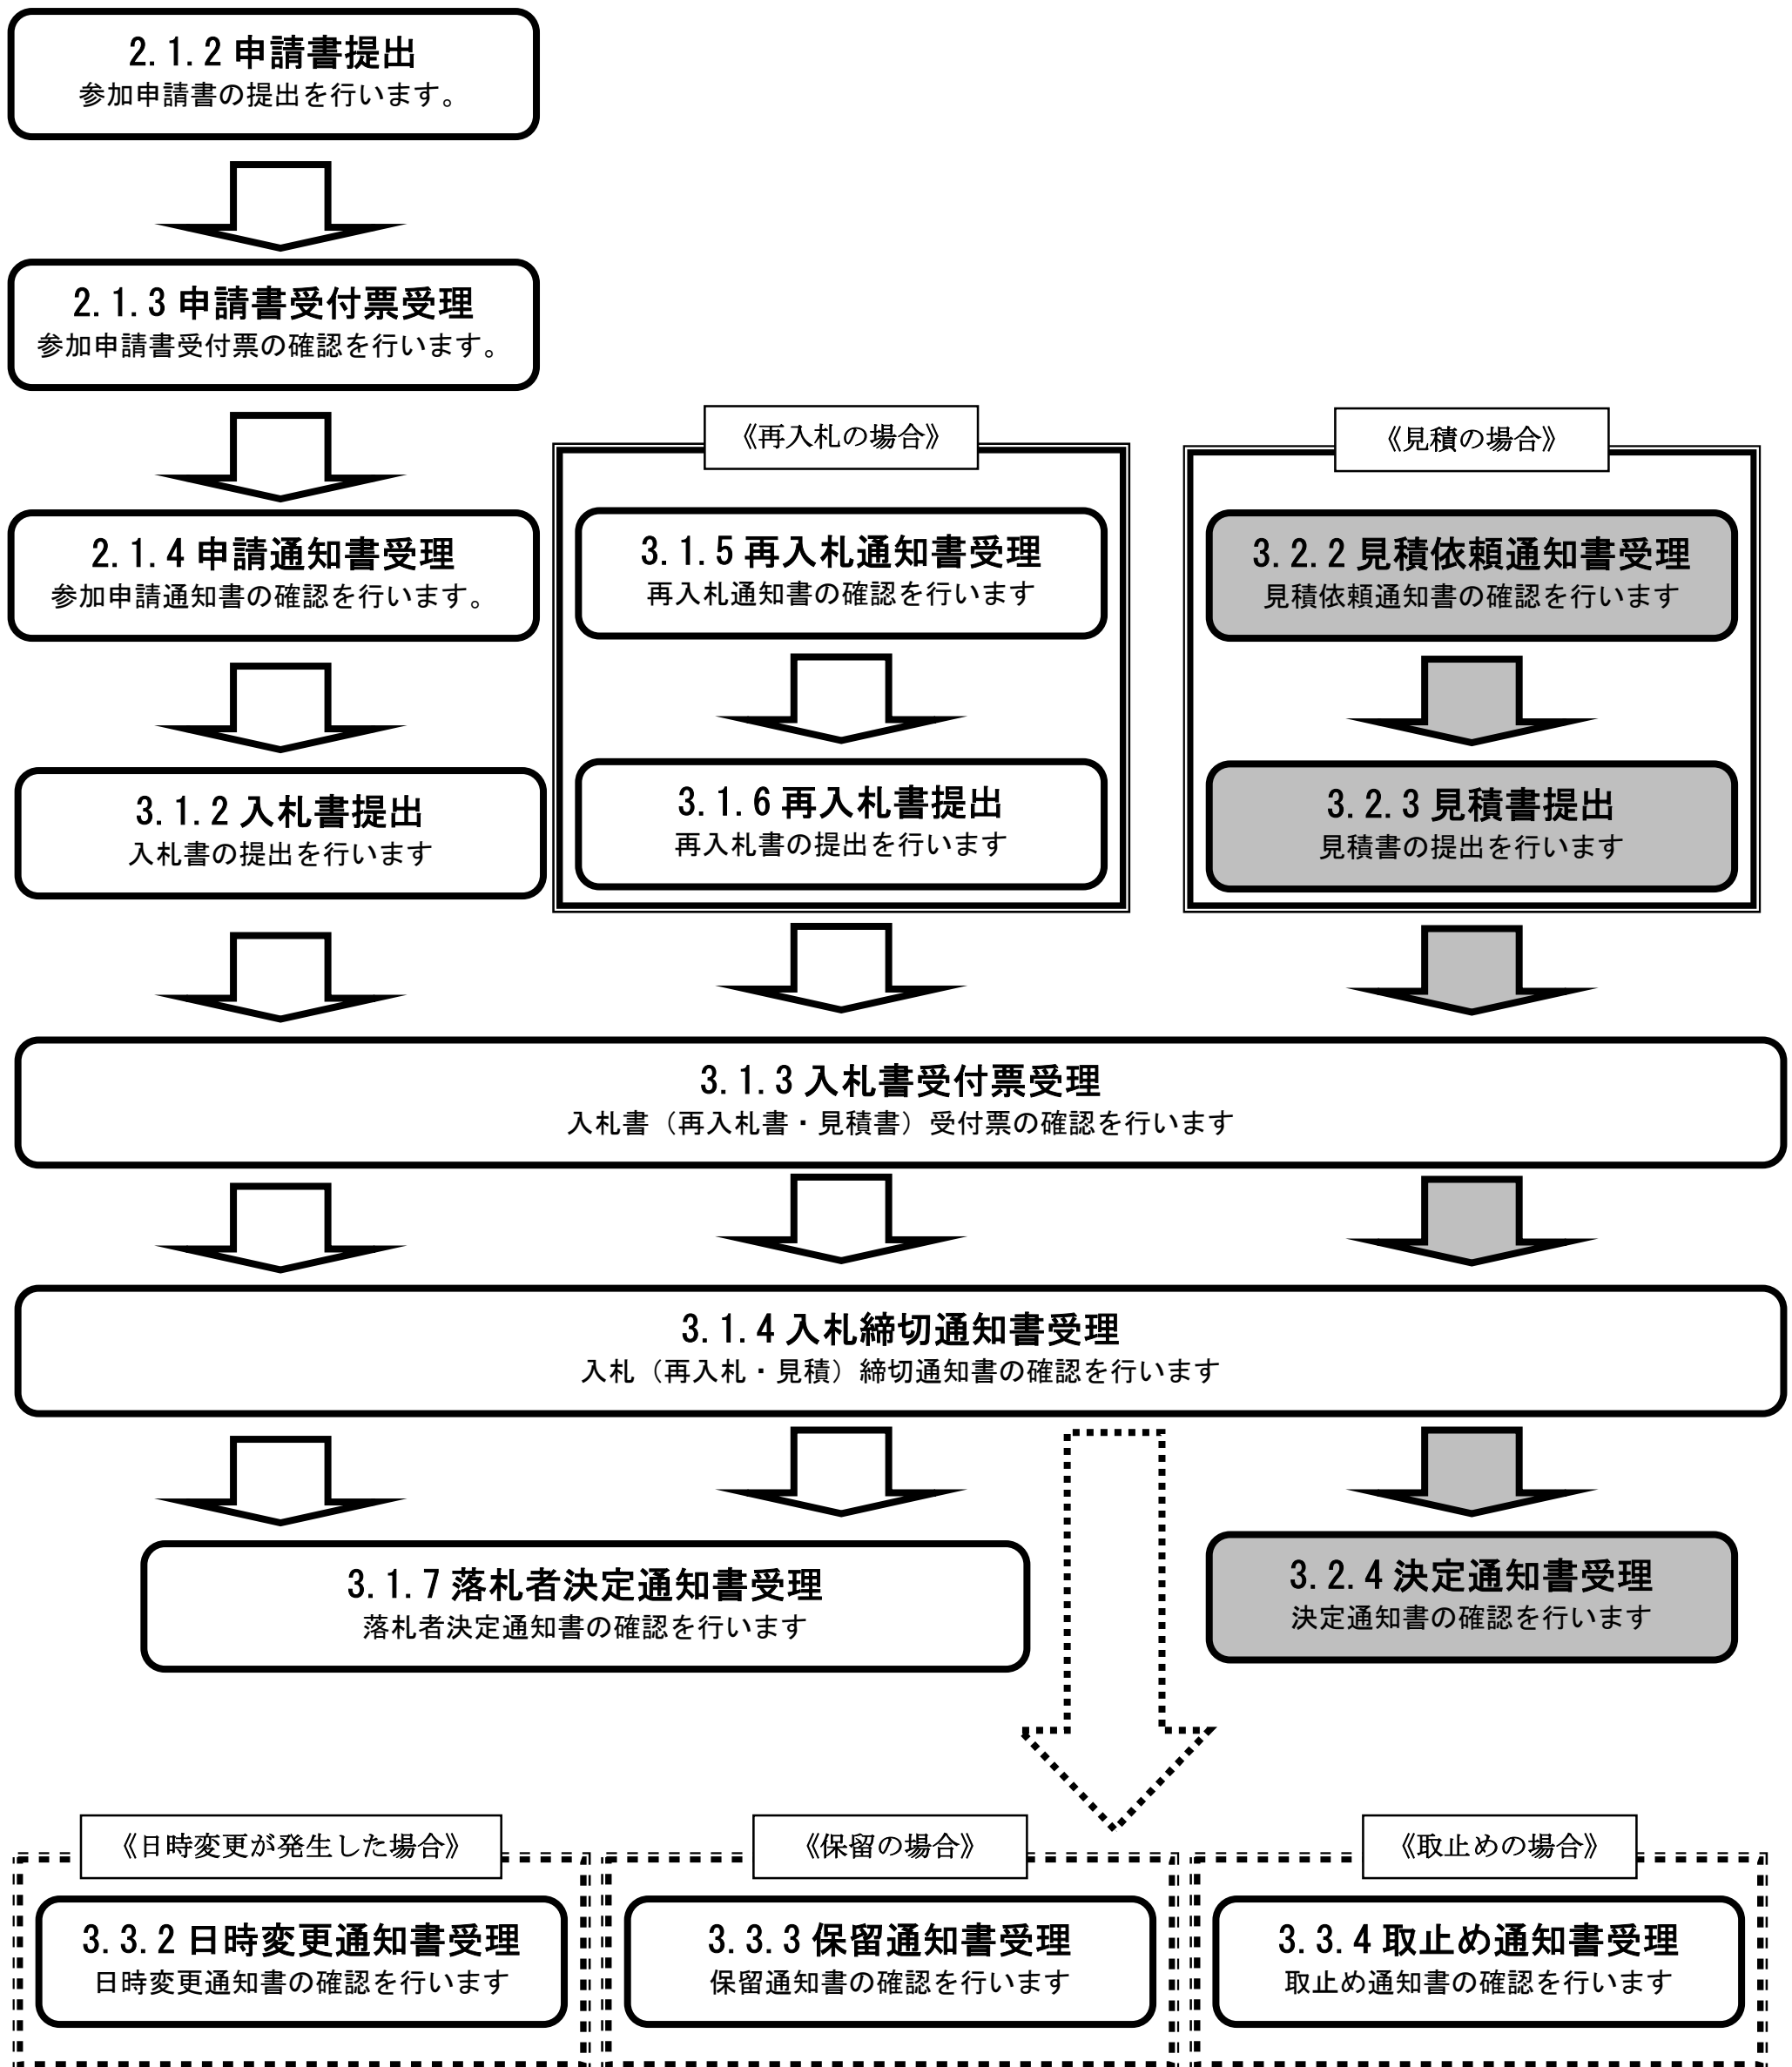 2.1.2 申請書提出
参加申請書の提出を行います。
2.1.3 申請書受付票受理
参加申請書受付票の確認を行います。
2.1.4 申請通知書受理
参加申請通知書の確認を行います。
3.1.2 入札書提出
入札書の提出を行います
《再入札の場合》
3.1.5 再入札通知書受理
再入札通知書の確認を行います
3.1.6 再入札書提出
再入札書の提出を行います
《見積の場合》
3.2.2 見積依頼通知書受理
見積依頼通知書の確認を行います
3.2.3 見積書提出
見積書の提出を行います
3.1.3 入札書受付票受理
入札書（再入札書・見積書）受付票の確認を行います
3.1.4 入札締切通知書受理
入札（再入札・見積）締切通知書の確認を行います
3.1.7 落札者決定通知書受理
落札者決定通知書の確認を行います
3.2.4 決定通知書受理
決定通知書の確認を行います
《日時変更が発生した場合》
3.3.2 日時変更通知書受理
日時変更通知書の確認を行います
《保留の場合》
3.3.3 保留通知書受理
保留通知書の確認を行います
《取止めの場合》
3.3.4 取止め通知書受理
取止め通知書の確認を行います